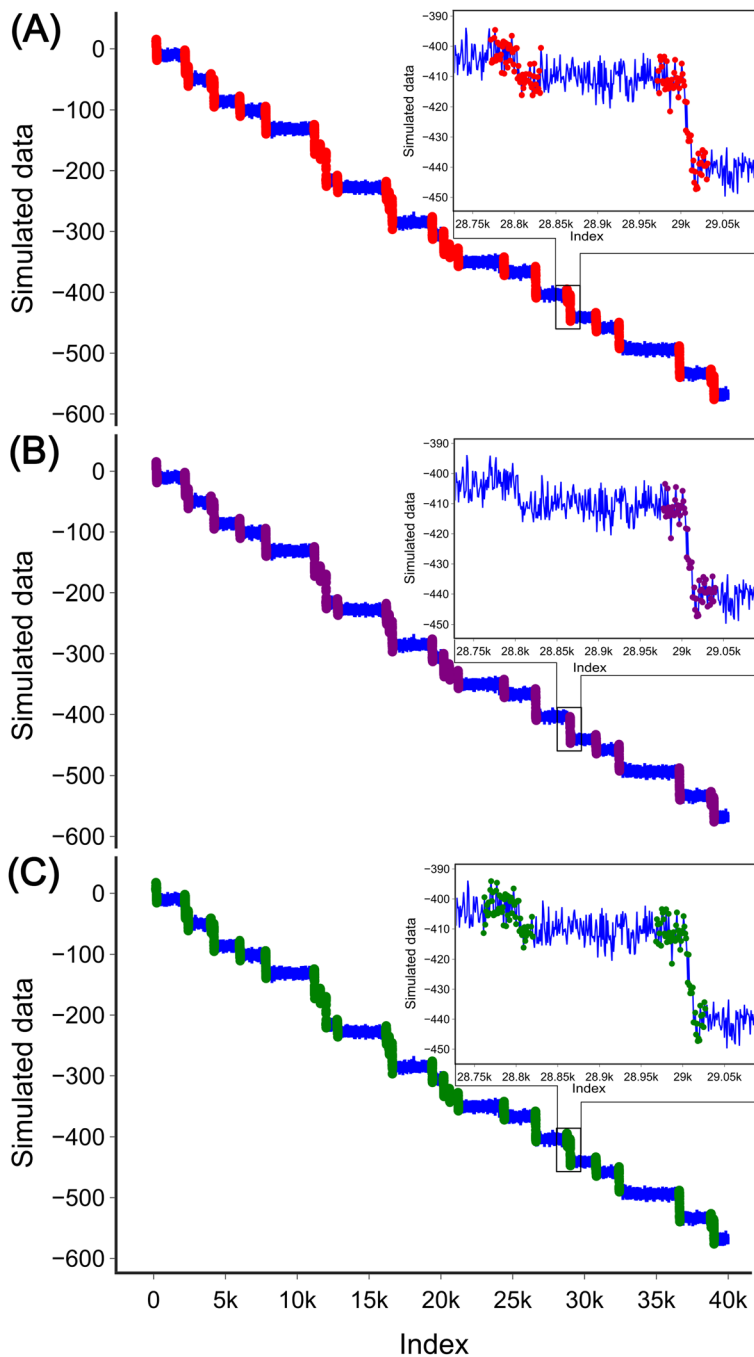 (A)
Simulated data
0
−100
−200
−300
−400
−500
−600
Simulated data
−390
−400
−410
−420
−430
−440
−450
28.75k 28.8k 28.85k 28.9k 28.95k 29k 29.05k
Index
(B)
Simulated data
0
−100
−200
−300
−400
−500
−600
Simulated data
−390
−400
−410
−420
−430
−440
−450
28.75k 28.8k 28.85k 28.9k 28.95k 29k 29.05k
Index
(C)
Simulated data
0
−100
−200
−300
−400
−500
−600
Simulated data
−390
−400
−410
−420
−430
−440
−450
28.75k 28.8k 28.85k 28.9k 28.95k 29k 29.05k
Index
0 5k 10k 15k 20k 25k 30k 35k 40k
Index